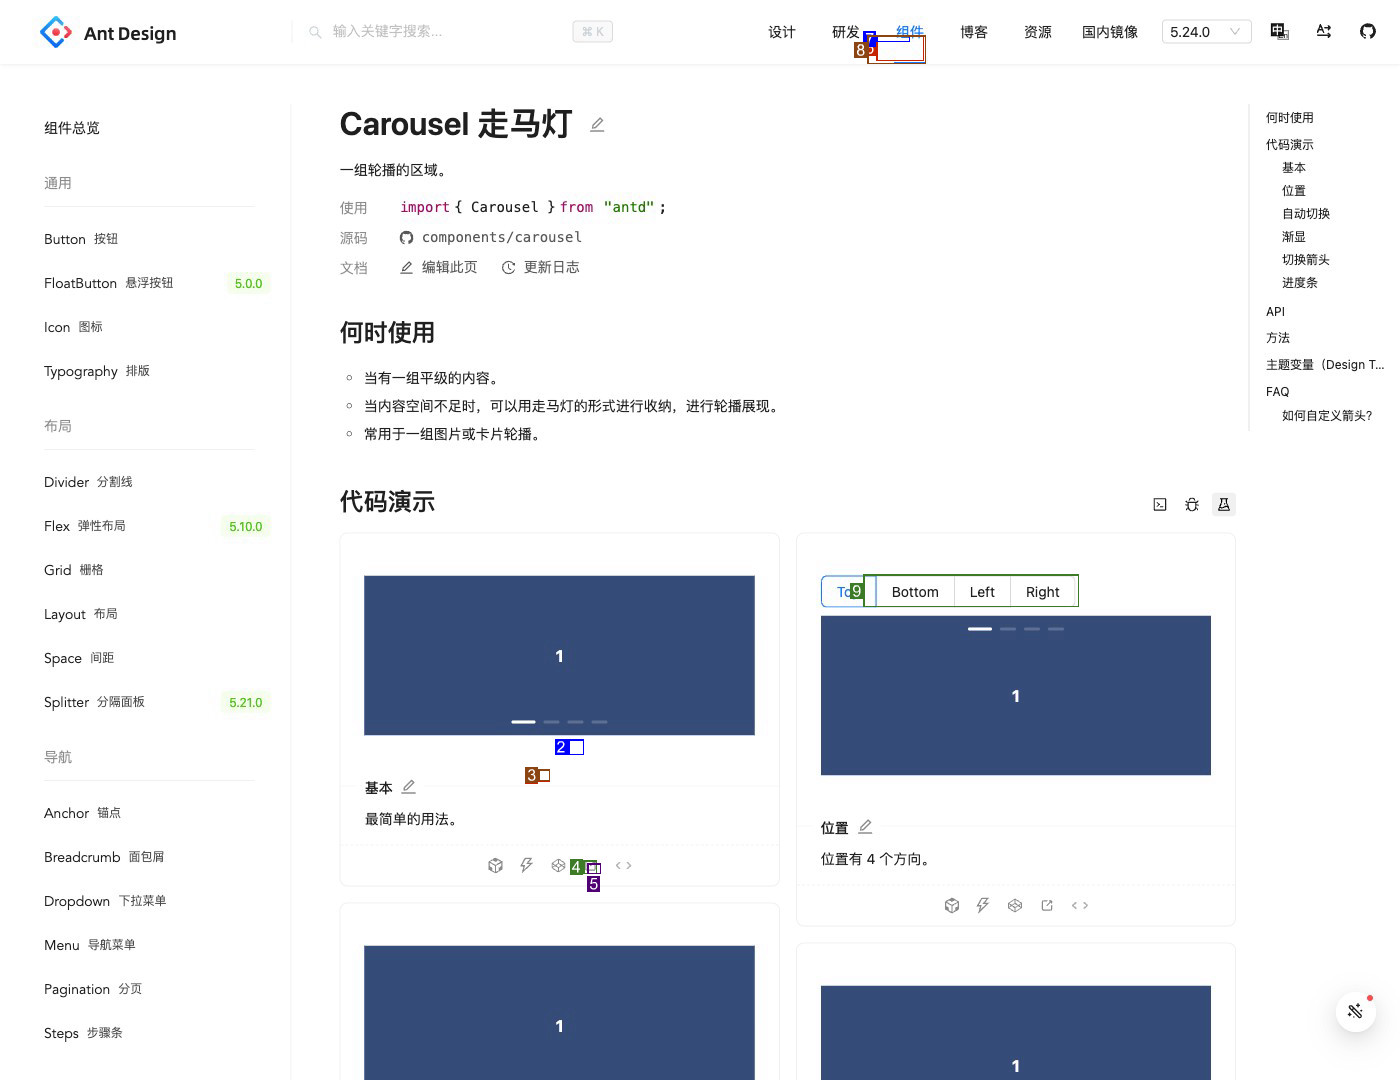 Ant Design
输入关键字搜索...
⌘ K
设计
研发
组件
博客
资源
国内镜像
5.24.0
8
组件总览
通用
Button 按钮
FloatButton 悬浮按钮 5.0.0
Icon 图标
Typography 排版
布局
Divider 分割线
Flex 弹性布局 5.10.0
Grid 栅格
Layout 布局
Space 间距
Splitter 分隔面板 5.21.0
导航
Anchor 锚点
Breadcrumb 面包屑
Dropdown 下拉菜单
Menu 导航菜单
Pagination 分页
Steps 步骤条
Carousel 走马灯
一组轮播的区域。
使用 import { Carousel } from "antd";
源码 components/carousel
文档 编辑此页 更新日志
何时使用
当有一组平级的内容。
当内容空间不足时，可以用走马灯的形式进行收纳，进行轮播展现。
常用于一组图片或卡片轮播。
代码演示
1
2
3
基本
最简单的用法。
4
5
1
9
Bottom
Left
Right
1
位置
位置有 4 个方向。
1
何时使用
代码演示
基本
位置
自动切换
渐显
切换箭头
进度条
API
方法
主题变量（Design T...
FAQ
如何自定义箭头?